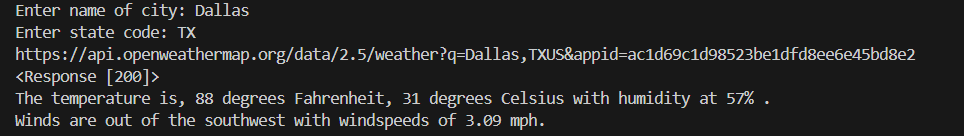 Enter name of city: Dallas
Enter state code: TX
https://api.openweathermap.org/data/2.5/weather?q=Dallas,TXUS&appid=ac1d69c1d98523be1dfd8ee6e45bd8e2
<Response [200]>
The temperature is, 88 degrees Fahrenheit, 31 degrees Celsius with humidity at 57% .
Winds are out of the southwest with windspeeds of 3.09 mph.